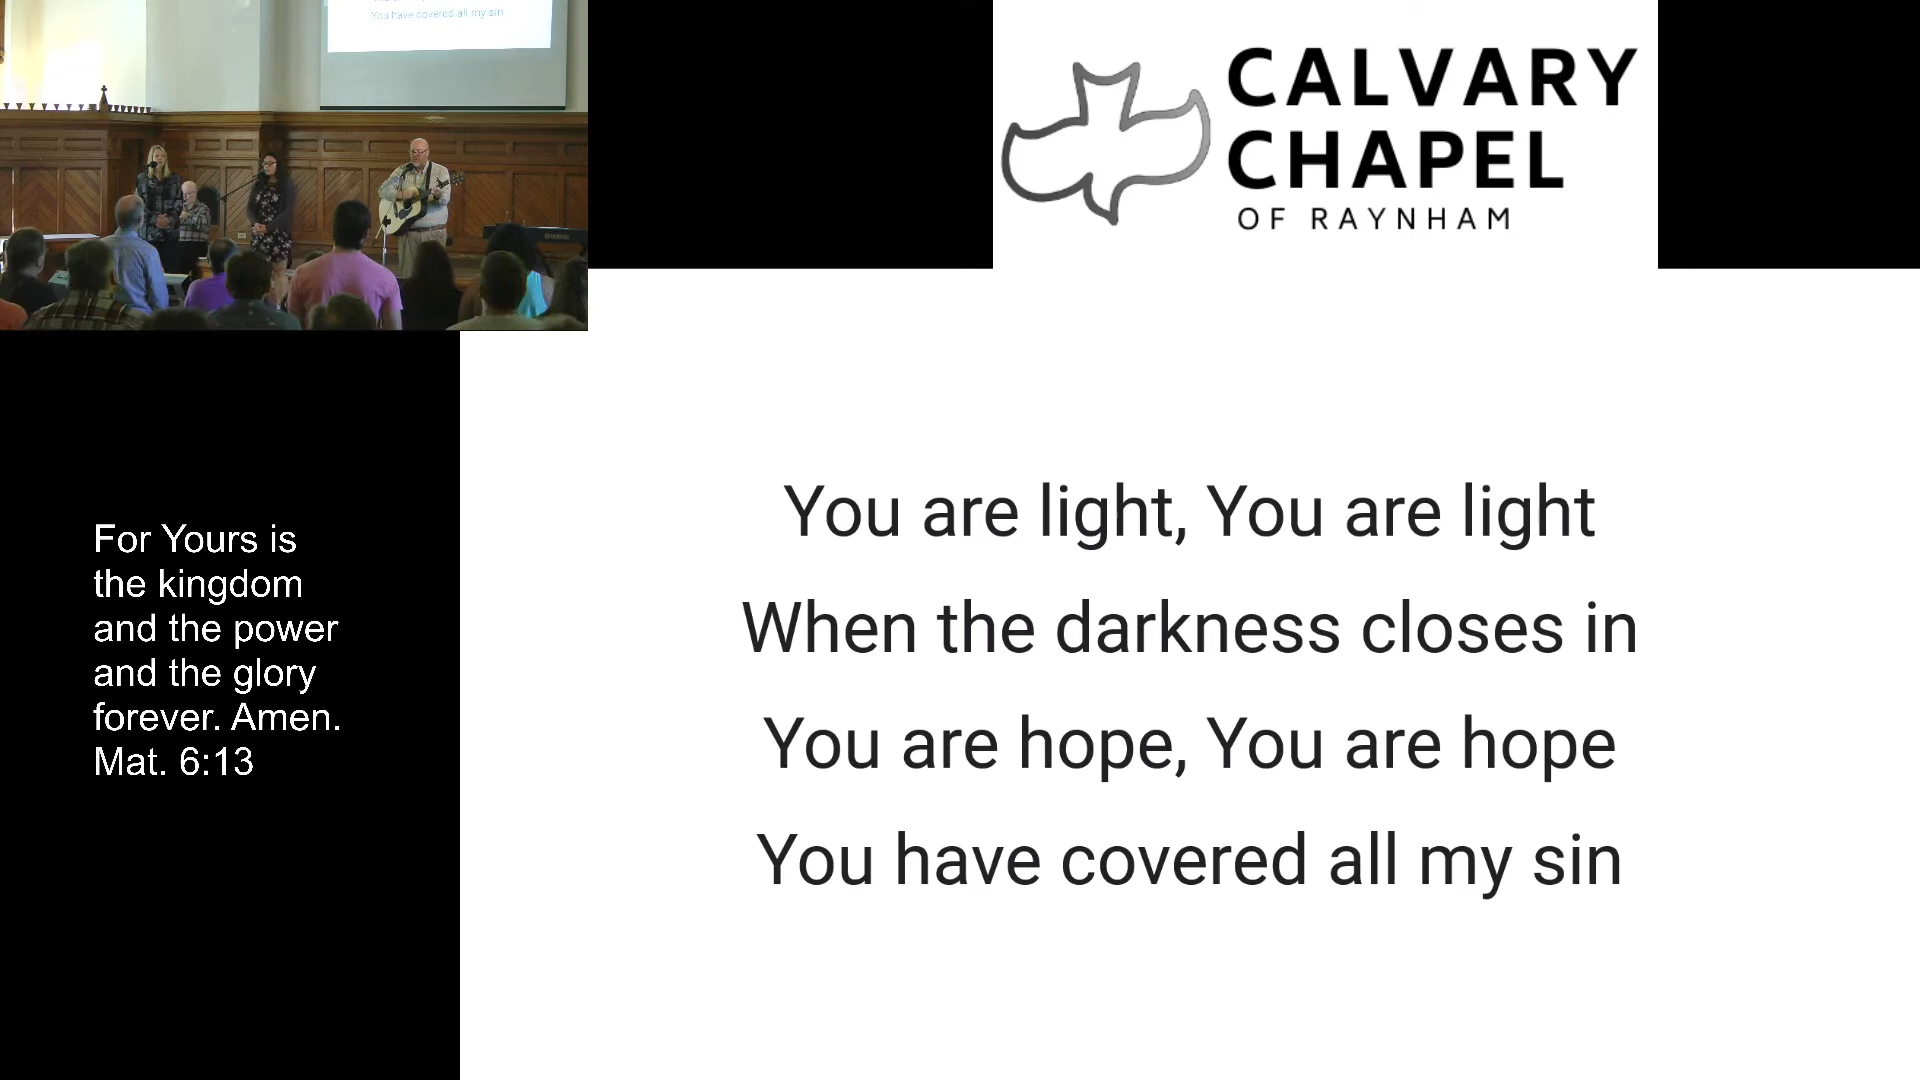 You have covered all my sin
CALVARY
CHAPEL
OF RAYNHAM
You are light, You are light
When the darkness closes in
You are hope, You are hope
You have covered all my sin
For Yours is
the kingdom
and the power
and the glory
forever. Amen.
Mat. 6:13